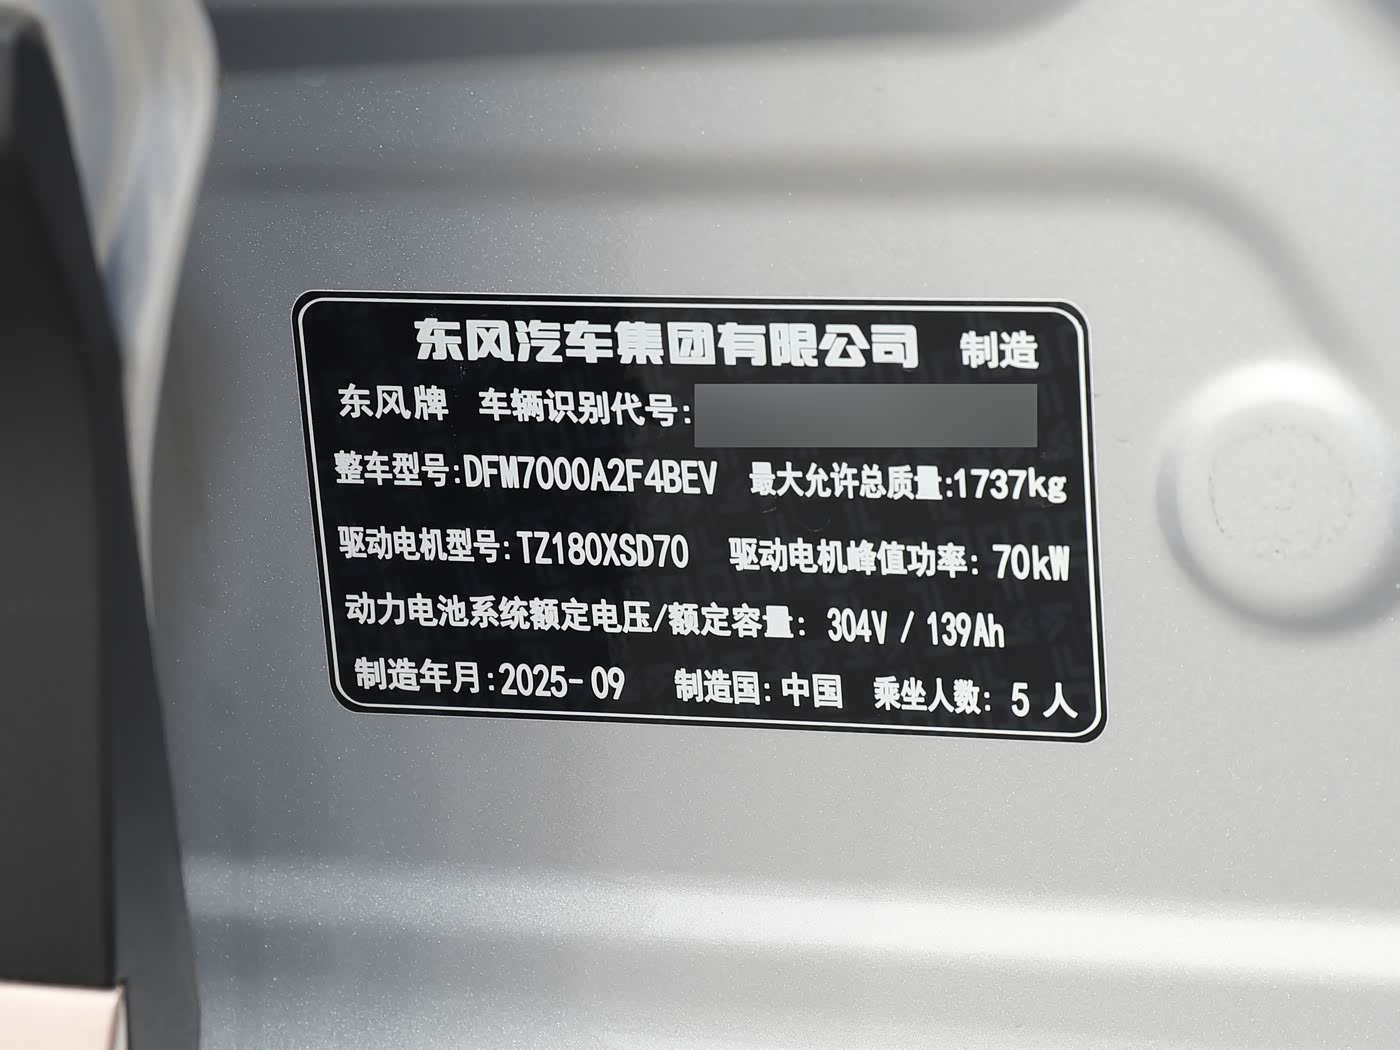 东风汽车集团有限公司 制造
东风牌 车辆识别代号:
整车型号:DFM7000A2F4BEV 最大允许总质量:1737kg
驱动电机型号:TZ180XSD70 驱动电机峰值功率: 70kW
动力电池系统额定电压/额定容量: 304V / 139Ah
制造年月:2025-09 制造国: 中国 乘坐人数: 5 人